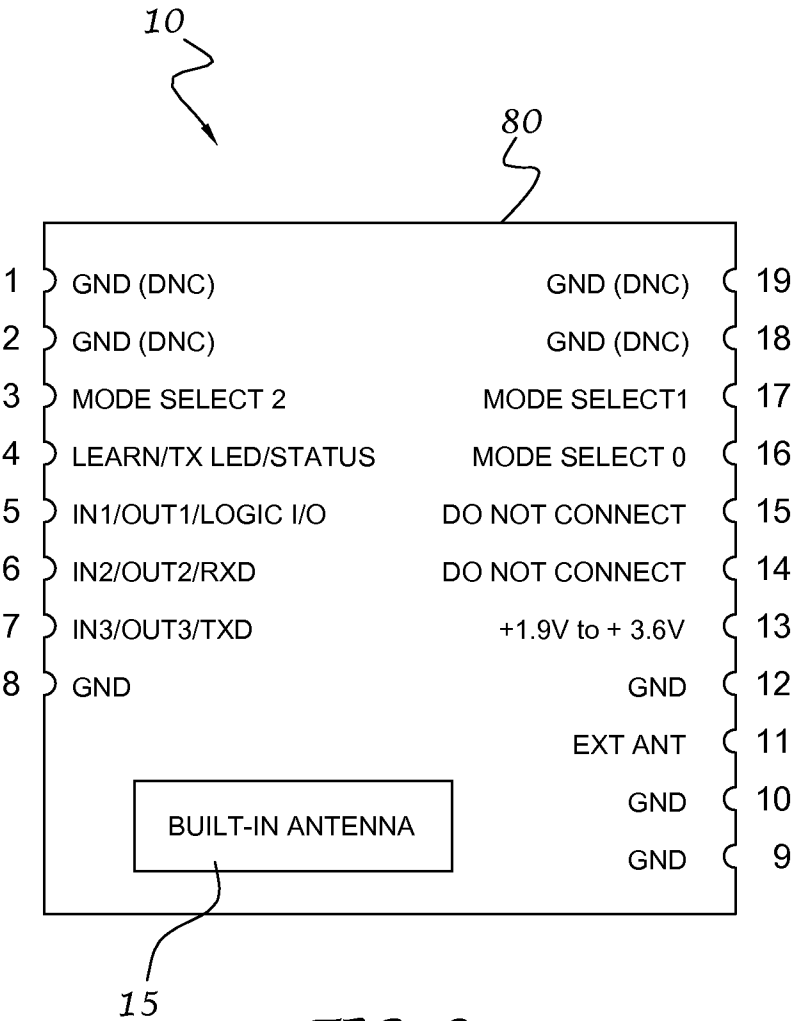 10
80
1 GND (DNC) GND (DNC) 19
2 GND (DNC) GND (DNC) 18
3 MODE SELECT 2 MODE SELECT1 17
4 LEARN/TX LED/STATUS MODE SELECT 0 16
5 IN1/OUT1/LOGIC I/O DO NOT CONNECT 15
6 IN2/OUT2/RXD DO NOT CONNECT 14
7 IN3/OUT3/TXD +1.9V to + 3.6V 13
8 GND GND 12
EXT ANT 11
GND 10
BUILT-IN ANTENNA
GND 9
15